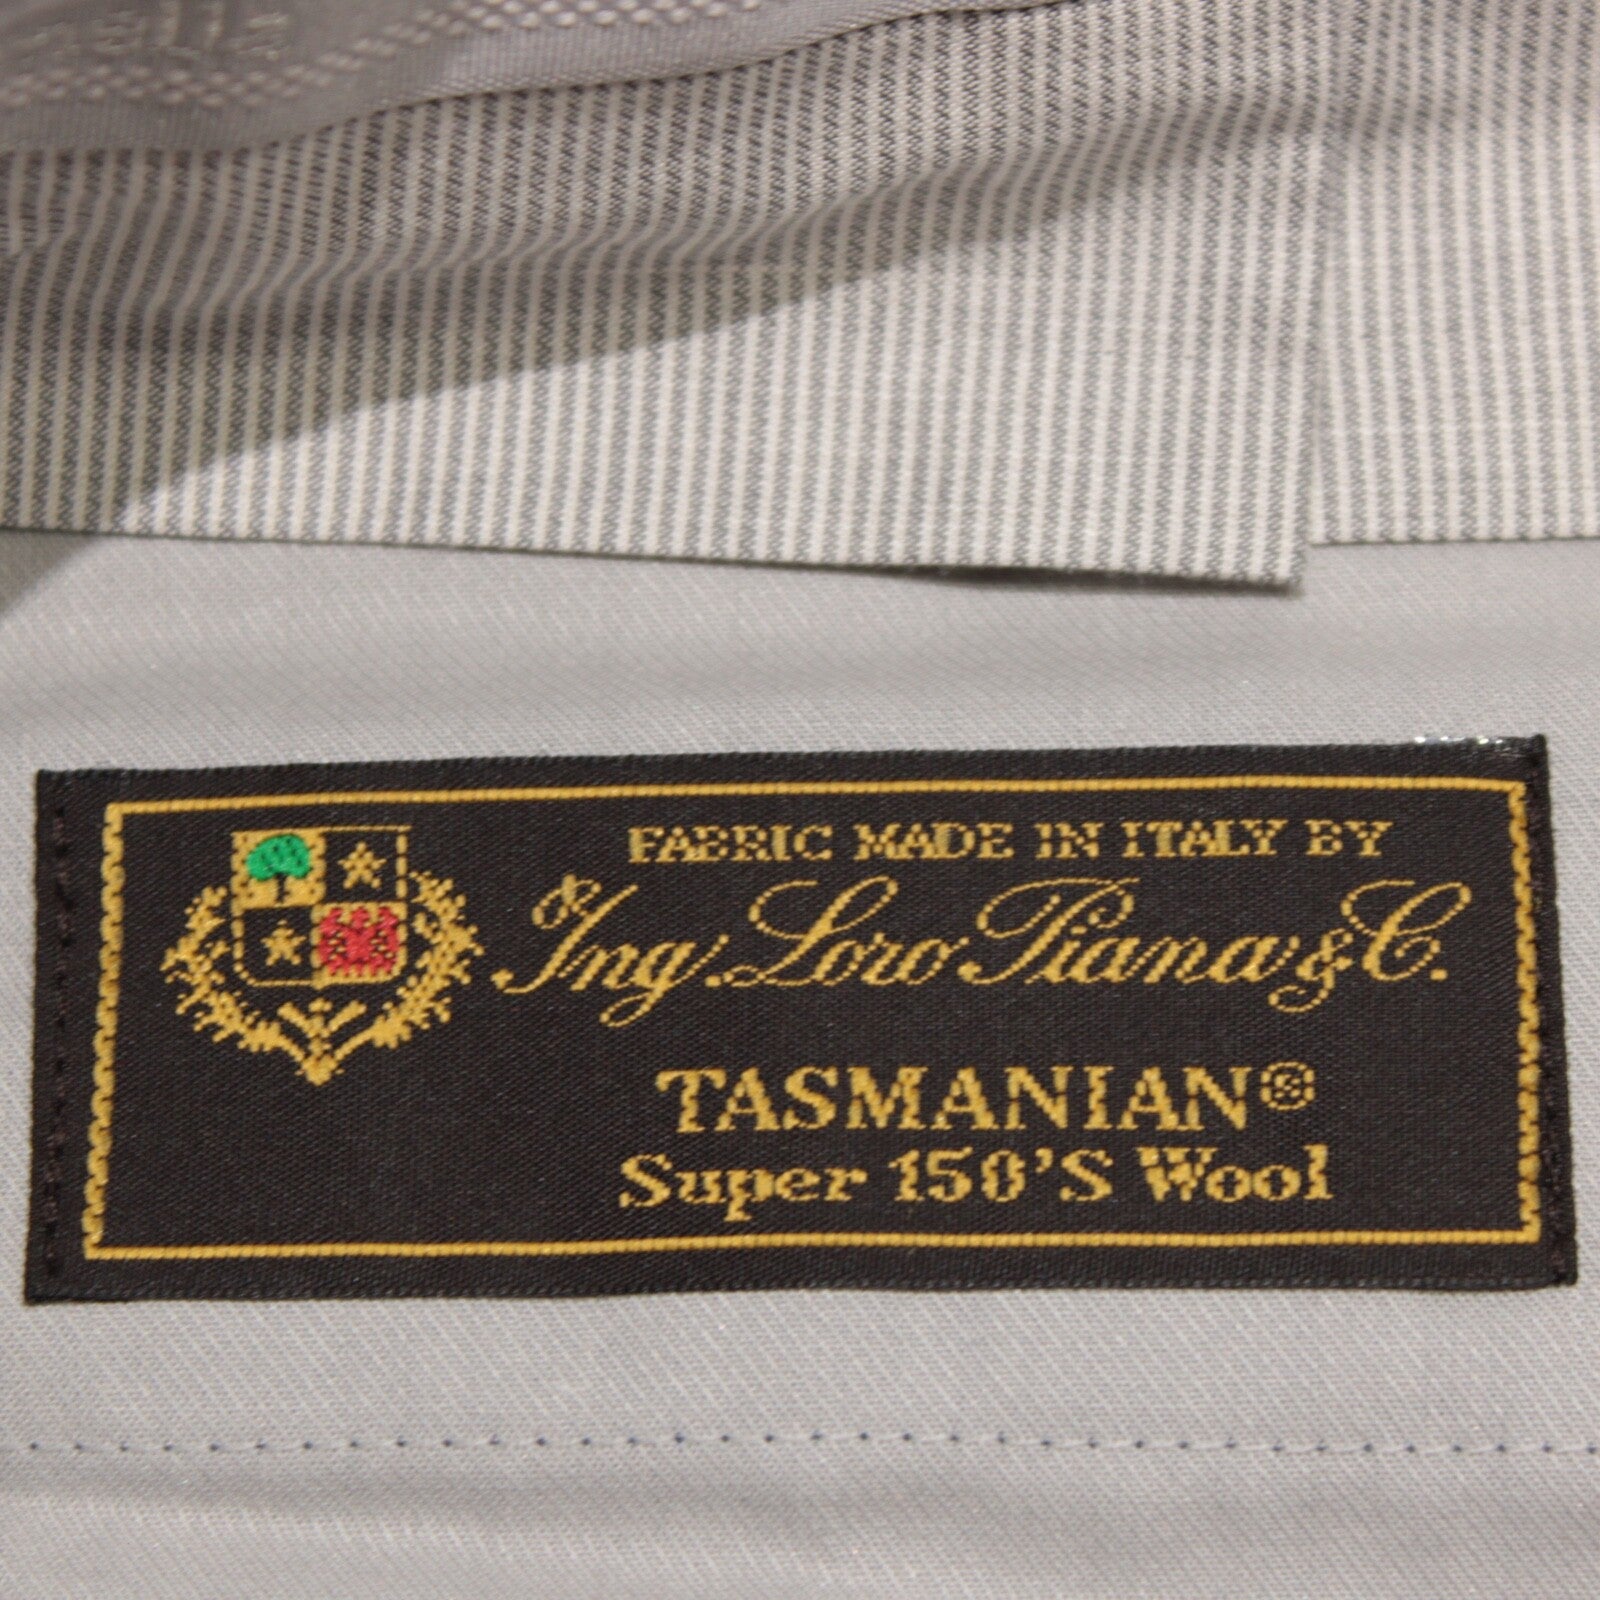 FABRIC MADE IN ITALY BY
Ing. Loro Piana & C.
TASMANIAN®
Super 150'S Wool